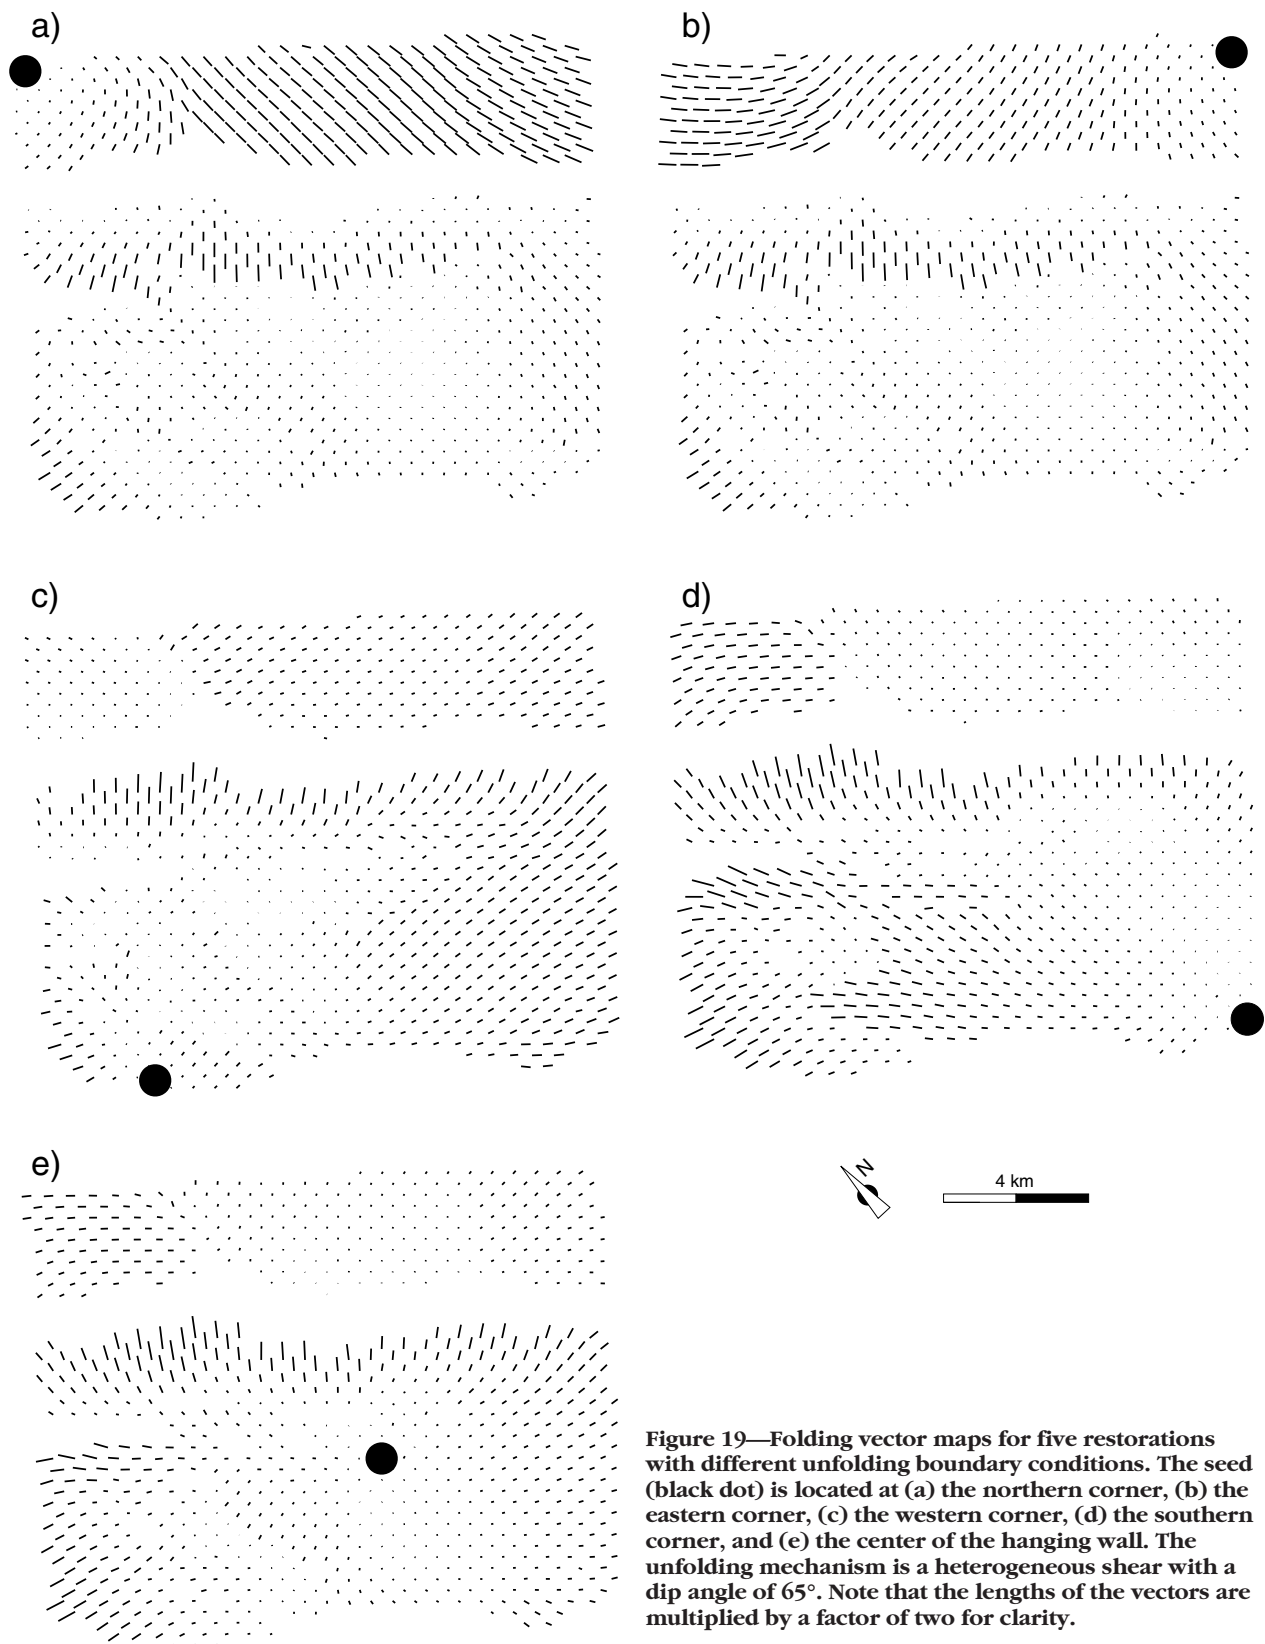 a)
b)
c)
d)
e)
N
4 km
Figure 19—Folding vector maps for five restorations
with different unfolding boundary conditions. The seed
(black dot) is located at (a) the northern corner, (b) the
eastern corner, (c) the western corner, (d) the southern
corner, and (e) the center of the hanging wall. The
unfolding mechanism is a heterogeneous shear with a
dip angle of 65°. Note that the lengths of the vectors are
multiplied by a factor of two for clarity.